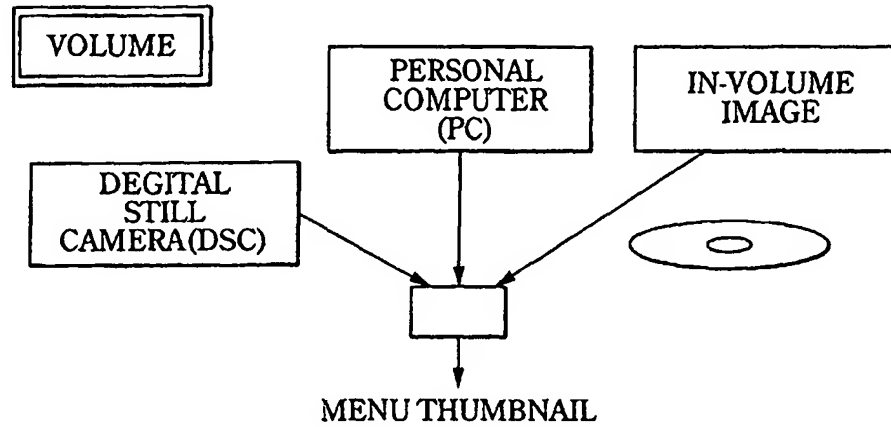 VOLUME
PERSONAL
COMPUTER
(PC)
IN-VOLUME
IMAGE
DEGITAL
STILL
CAMERA(DSC)
MENU THUMBNAIL